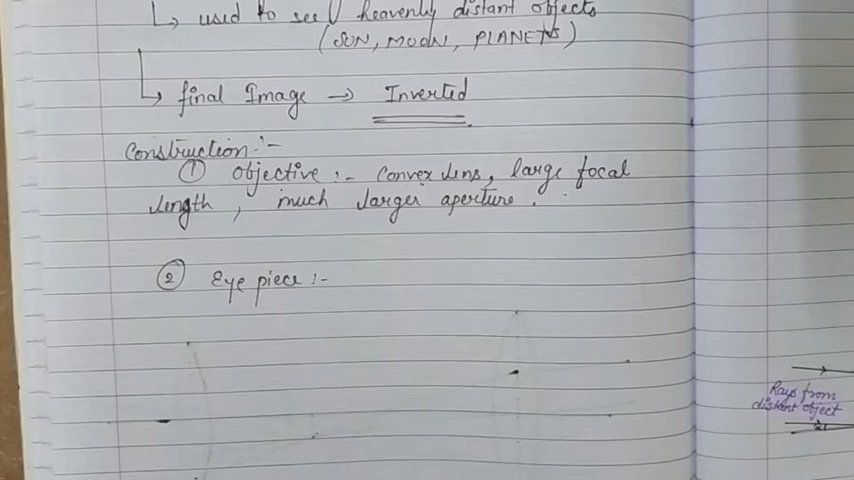 ↳ used to see heavenly distant objects
(SUN, MOON, PLANETS)
↳ final Image → Inverted
Construction :-
① objective :- Convex lens, large focal
length, much larger aperture.
② Eye piece :-
Rays from
distant object